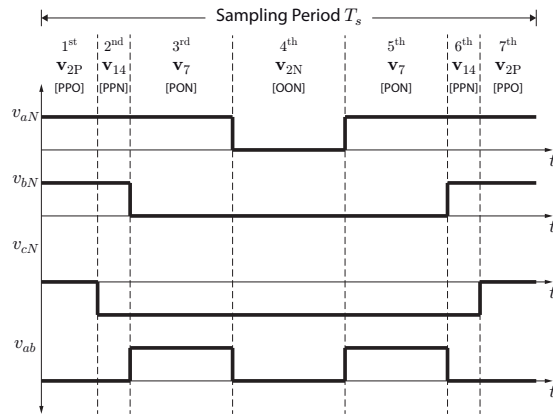 Sampling Period T_s
1st 2nd 3rd 4th 5th 6th 7th
v2P v14 v7 v2N v7 v14 v2P
[PPO] [PPN] [PON] [OON] [PON] [PPN] [PPO]
v_aN
t
v_bN
t
v_cN
t
v_ab
t